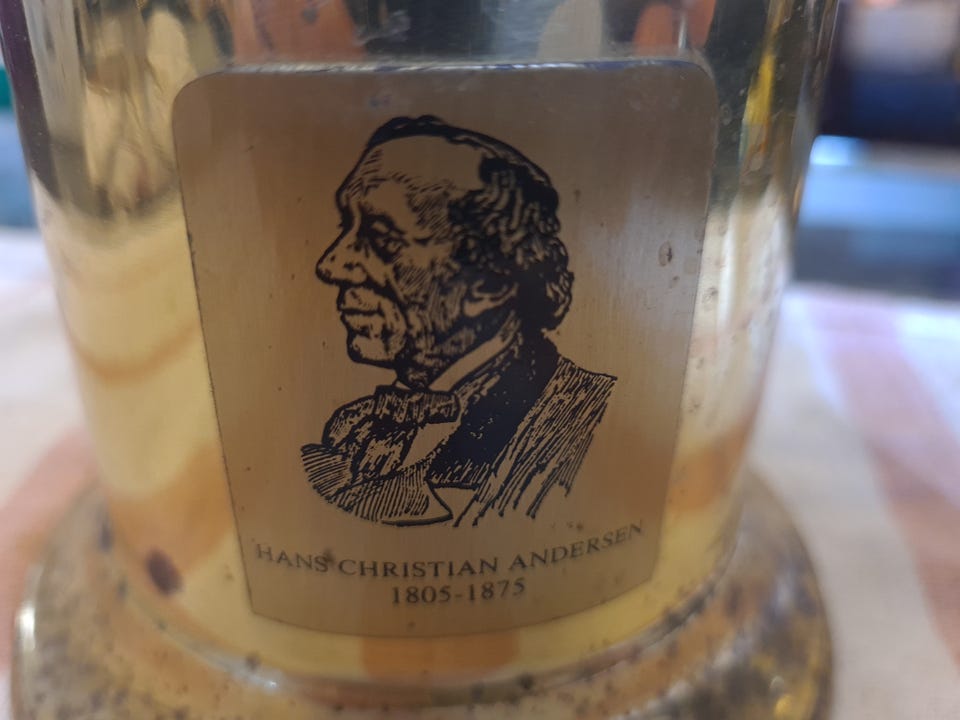 HANS CHRISTIAN ANDERSEN
1805-1875